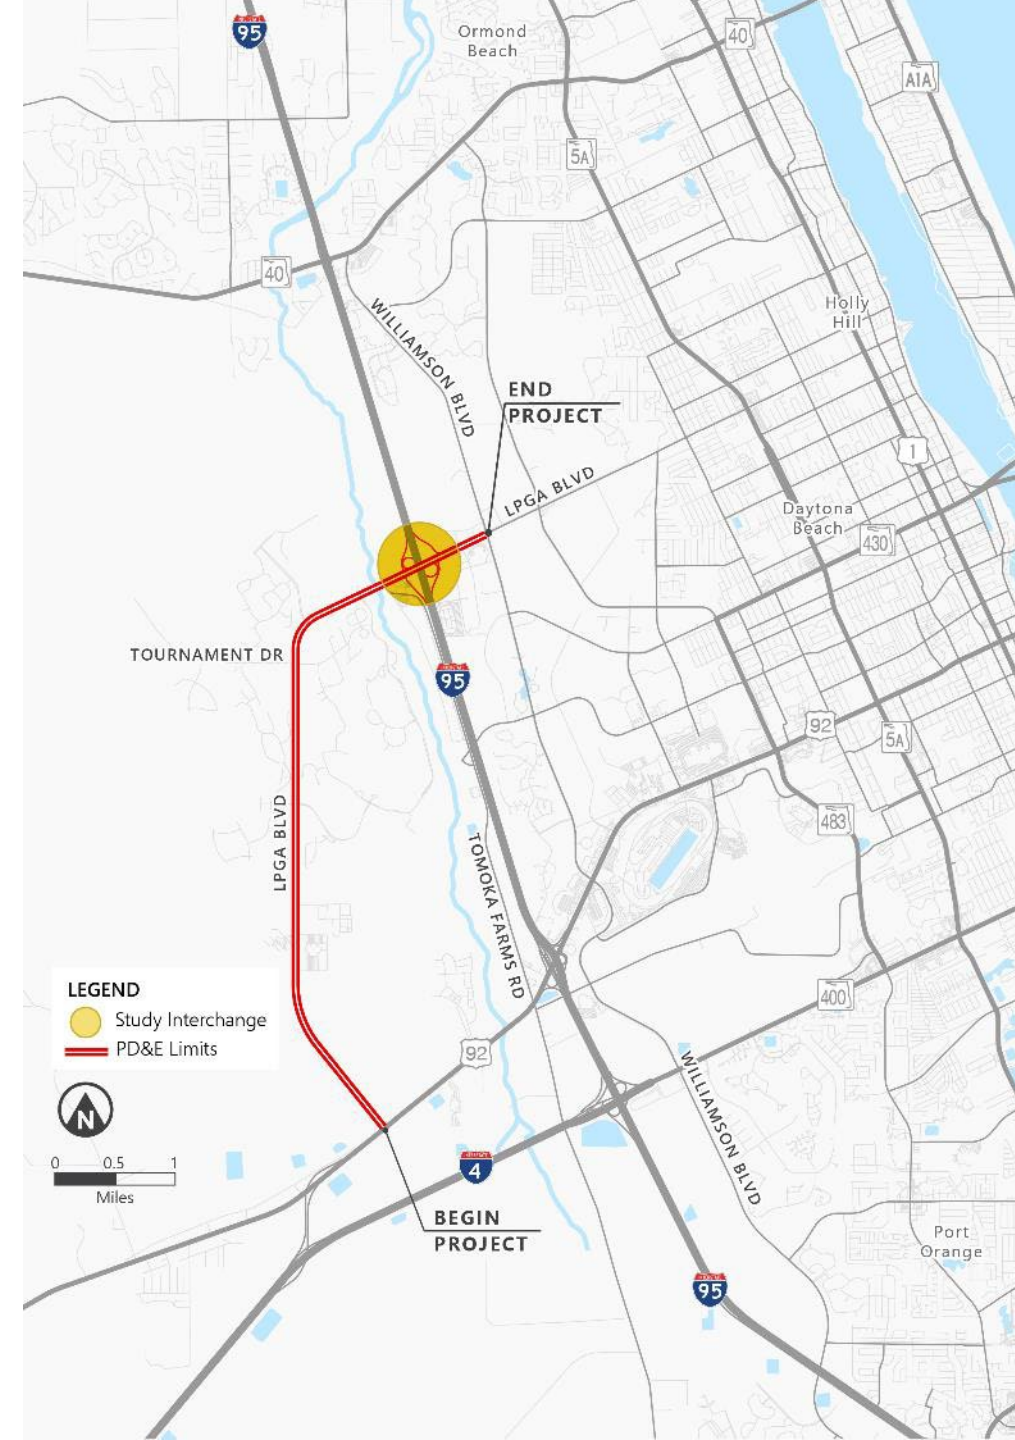 95
Ormond
Beach
40
A1A
5A
40
Holly
Hill
WILLIAMSON BLVD
END
PROJECT
1
LPGA BLVD
Daytona
Beach
430
TOURNAMENT DR
95
92
5A
LPGA BLVD
483
TOMOKA FARMS RD
LEGEND
Study Interchange
PD&E Limits
400
92
WILLIAMSON BLVD
N
0 0.5 1
Miles
4
BEGIN
PROJECT
Port
Orange
95